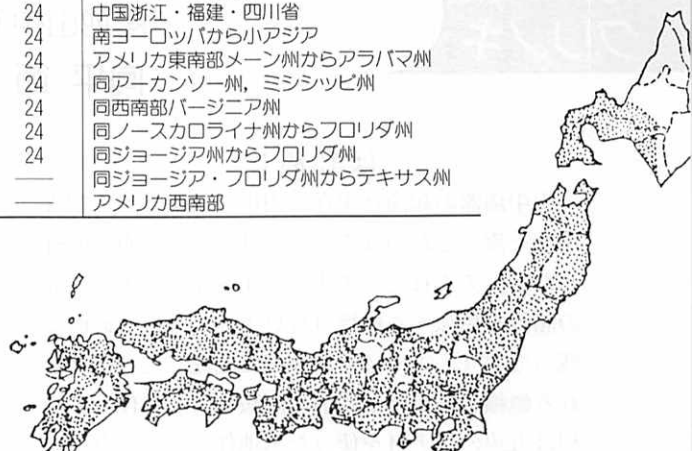 24 中国浙江・福建・四川省
24 南ヨーロッパから小アジア
24 アメリカ東南部メーン州からアラバマ州
24 同アーカンソー州，ミシシッピ州
24 同西南部バージニア州
24 同ノースカロライナ州からフロリダ州
24 同ジョージア州からフロリダ州
— 同ジョージア・フロリダ州からテキサス州
— アメリカ西南部